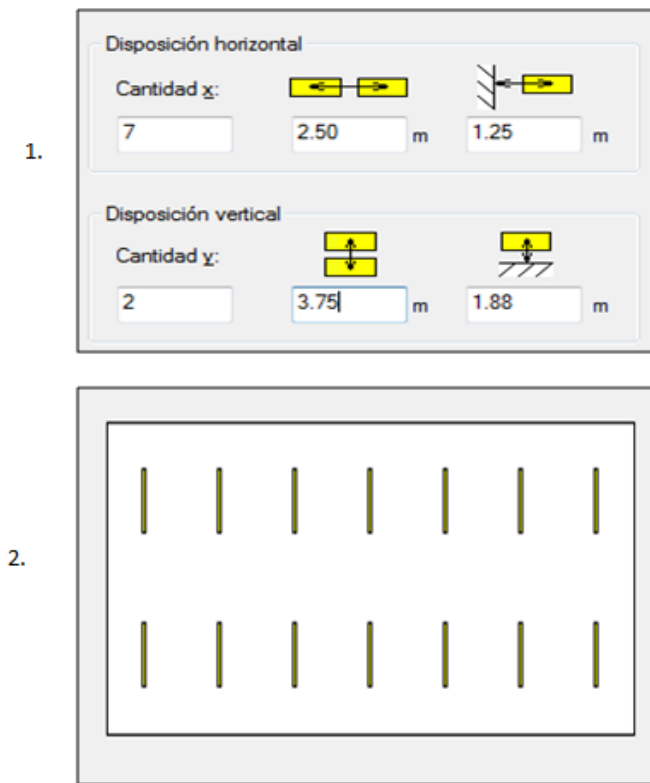 1.
Disposición horizontal
Cantidad x:
7 2.50 m 1.25 m
Disposición vertical
Cantidad y:
2 3.75 m 1.88 m
2.